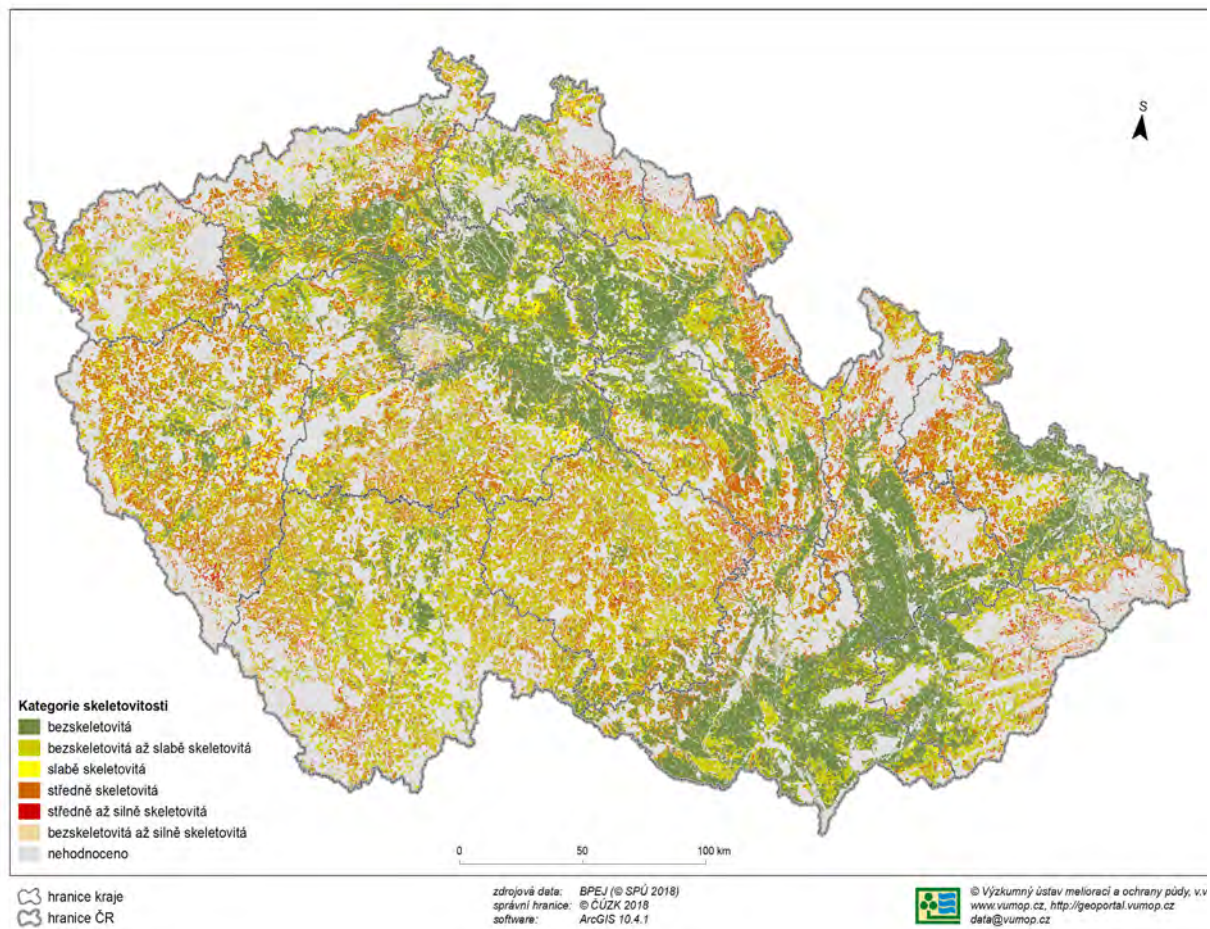 S
Kategorie skeletovitosti
bezskeletovitá
bezskeletovitá až slabě skeletovitá
slabě skeletovitá
středně skeletovitá
středně až silně skeletovitá
bezskeletovitá až silně skeletovitá
nehodnoceno
0 50 100 km
hranice kraje
hranice ČR
zdrojová data: BPEJ (© SPÚ 2018)
správní hranice: © ČÚZK 2018
software: ArcGIS 10.4.1
© Výzkumný ústav meliorací a ochrany půdy, v.v
www.vumop.cz, http://geoportal.vumop.cz
data@vumop.cz